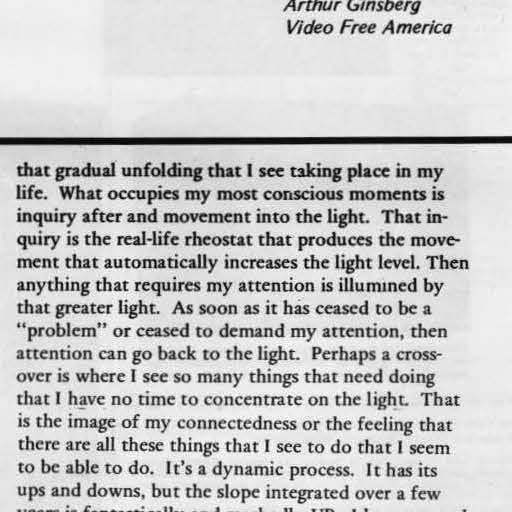 Arthur Ginsberg
Video Free America
that gradual unfolding that I see taking place in my
life. What occupies my most conscious moments is
inquiry after and movement into the light. That in-
quiry is the real-life rheostat that produces the move-
ment that automatically increases the light level. Then
anything that requires my attention is illumined by
that greater light. As soon as it has ceased to be a
“problem” or ceased to demand my attention, then
attention can go back to the light. Perhaps a cross-
over is where I see so many things that need doing
that I have no time to concentrate on the light. That
is the image of my connectedness or the feeling that
there are all these things that I see to do that I seem
to be able to do. It’s a dynamic process. It has its
ups and downs, but the slope integrated over a few